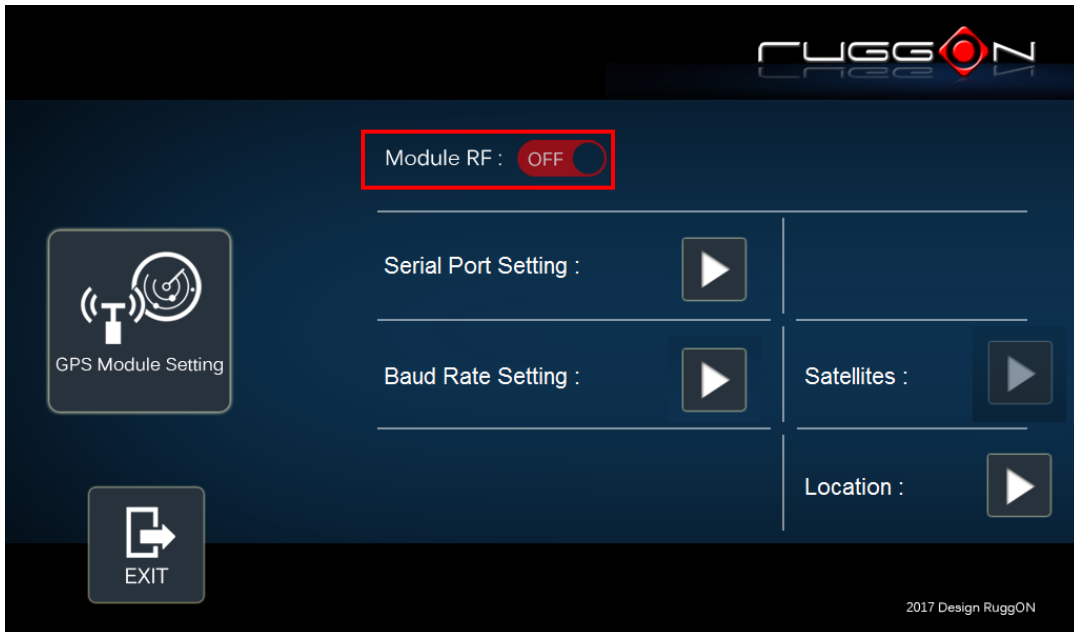 ruggON
Module RF : OFF
Serial Port Setting :
GPS Module Setting
Baud Rate Setting :
Satellites :
Location :
EXIT
2017 Design RuggON